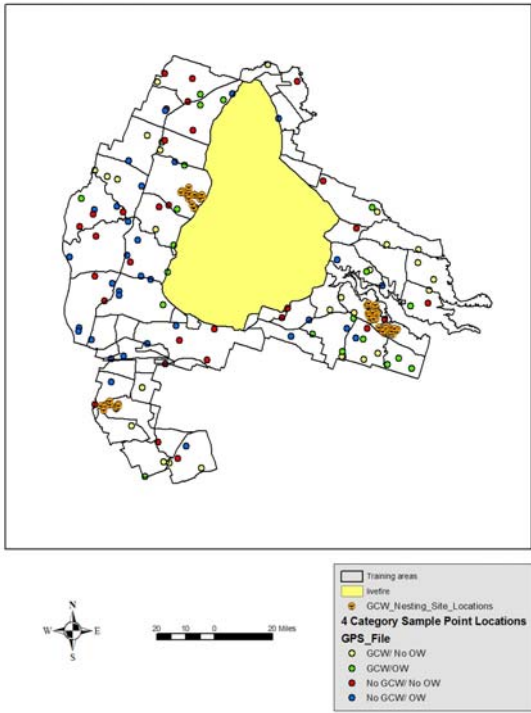 N
W E
S
20 10 0 20 Miles
Training areas
livefire
GCW_Nesting_Site_Locations
4 Category Sample Point Locations
GPS_File
GCW/ No OW
GCW/OW
No GCW/ No OW
No GCW/ OW